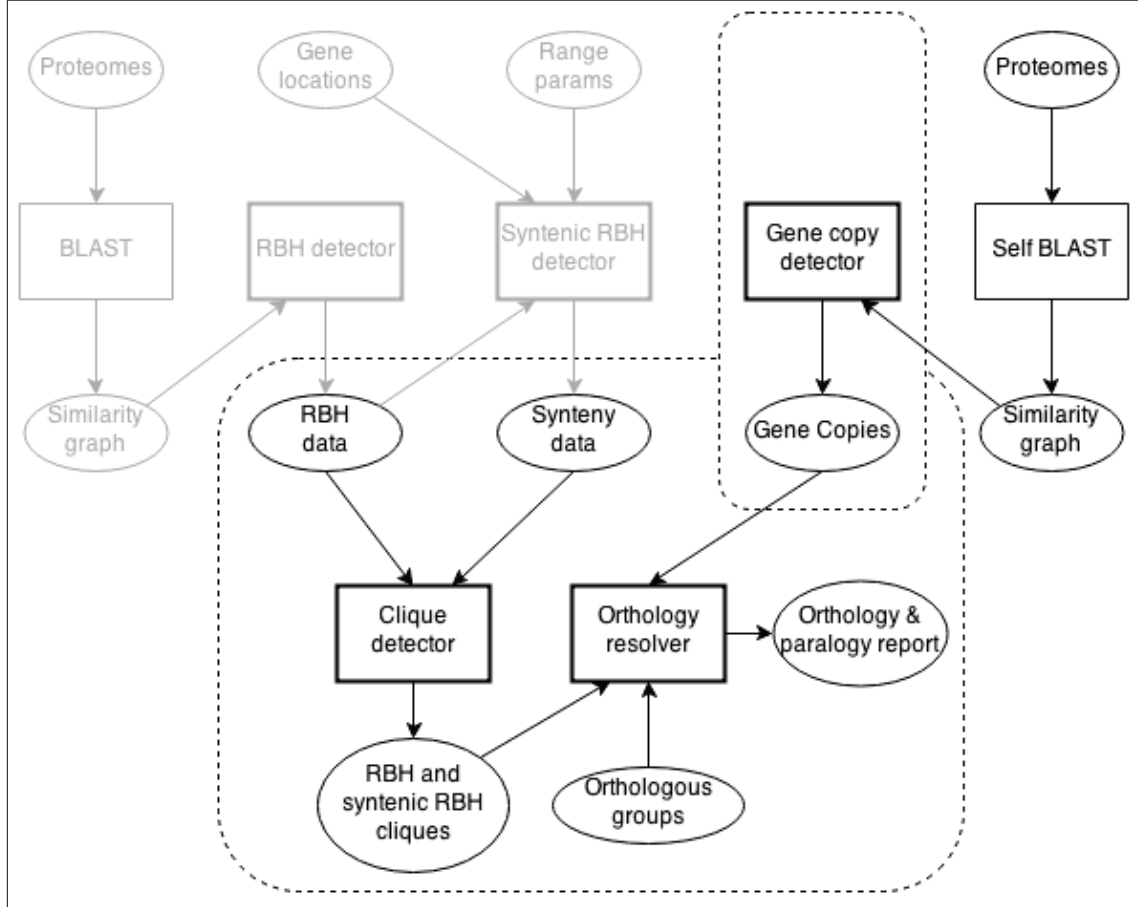 Proteomes
Gene
locations
Range
params
Proteomes
BLAST
RBH detector
Syntenic RBH
detector
Gene copy
detector
Self BLAST
Similarity
graph
RBH
data
Synteny
data
Gene Copies
Similarity
graph
Clique
detector
Orthology
resolver
Orthology &
paralogy report
RBH and
syntenic RBH
cliques
Orthologous
groups